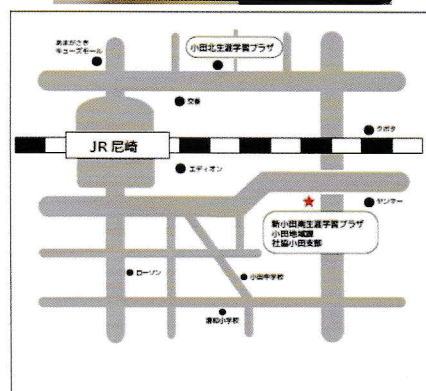 あまがさき
キューズモール
小田北生涯学習プラザ
交番
クボタ
JR 尼崎
エディオン
ヤンマー
新小田南生涯学習プラザ
小田地域課
社協小田支部
ローソン
小田中学校
浦和小学校